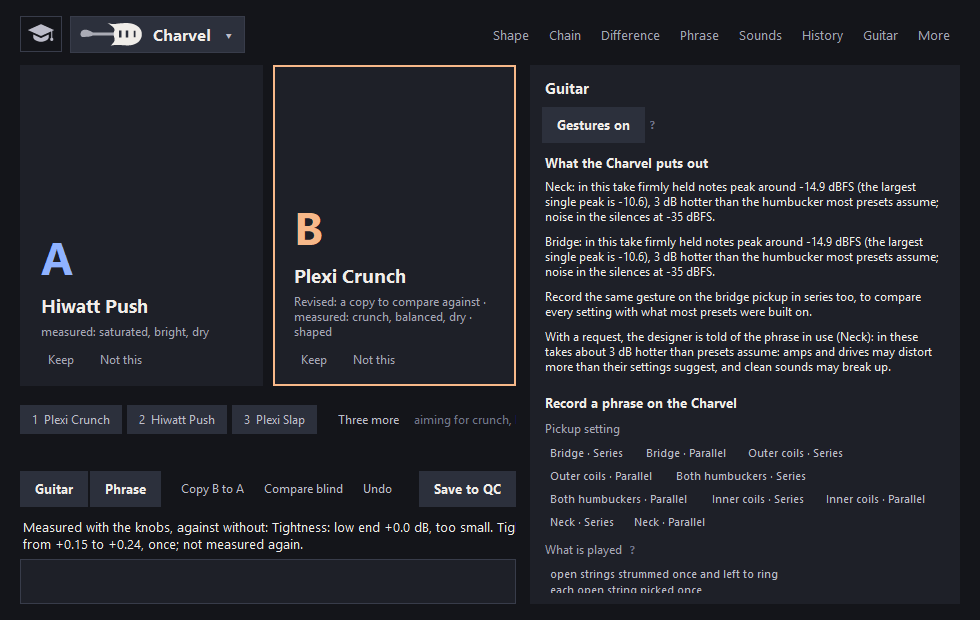 Charvel
Shape Chain Difference Phrase Sounds History Guitar More
A
Hiwatt Push
measured: saturated, bright, dry
Keep Not this
B
Plexi Crunch
Revised: a copy to compare against ·
measured: crunch, balanced, dry ·
shaped
Keep Not this
1 Plexi Crunch 2 Hiwatt Push 3 Plexi Slap Three more aiming for crunch,
Guitar Phrase Copy B to A Compare blind Undo Save to QC
Measured with the knobs, against without: Tightness: low end +0.0 dB, too small. Tig
from +0.15 to +0.24, once; not measured again.
Guitar
Gestures on ?
What the Charvel puts out
Neck: in this take firmly held notes peak around -14.9 dBFS (the largest
single peak is -10.6), 3 dB hotter than the humbucker most presets assume;
noise in the silences at -35 dBFS.
Bridge: in this take firmly held notes peak around -14.9 dBFS (the largest
single peak is -10.6), 3 dB hotter than the humbucker most presets assume;
noise in the silences at -35 dBFS.
Record the same gesture on the bridge pickup in series too, to compare
every setting with what most presets were built on.
With a request, the designer is told of the phrase in use (Neck): in these
takes about 3 dB hotter than presets assume: amps and drives may distort
more than their settings suggest, and clean sounds may break up.
Record a phrase on the Charvel
Pickup setting
Bridge · Series Bridge · Parallel Outer coils · Series
Outer coils · Parallel Both humbuckers · Series
Both humbuckers · Parallel Inner coils · Series Inner coils · Parallel
Neck · Series Neck · Parallel
What is played ?
open strings strummed once and left to ring
each open string picked once